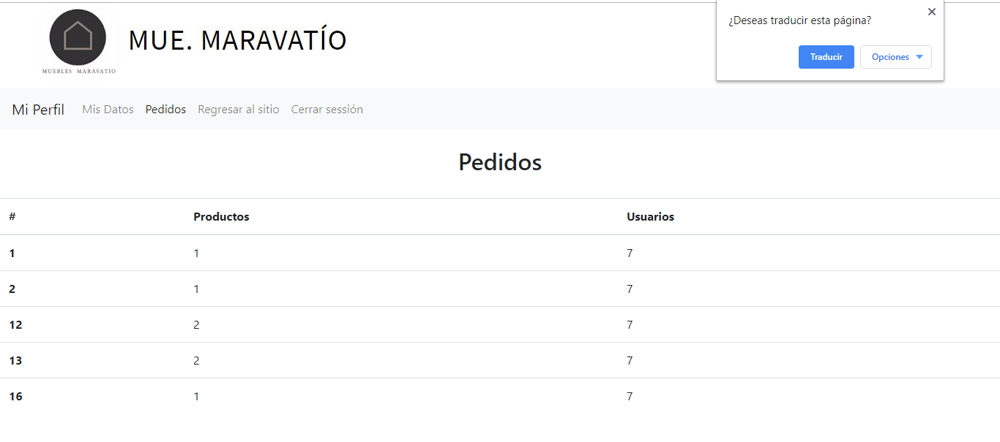 ¿Deseas traducir esta página?
Traducir Opciones
MUE. MARAVATÍO
MUEBLES MARAVATIO
Mi Perfil Mis Datos Pedidos Regresar al sitio Cerrar sesión
Pedidos
# Productos Usuarios
1 1 7
2 1 7
12 2 7
13 2 7
16 1 7